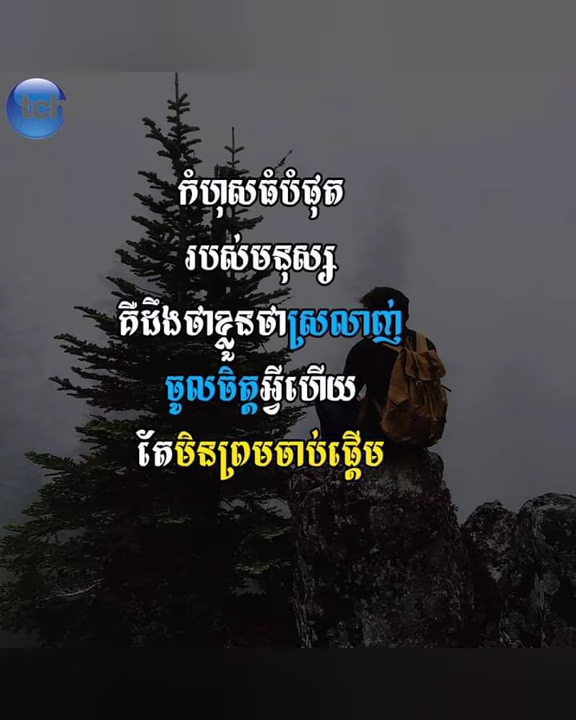 tch
កំហុសធំបំផុត
របស់មនុស្ស
គឺដឹងថាខ្លួនថាស្រលាញ់
ចូលចិត្តអ្វីហើយ
តែមិនព្រមចាប់ផ្ដើម